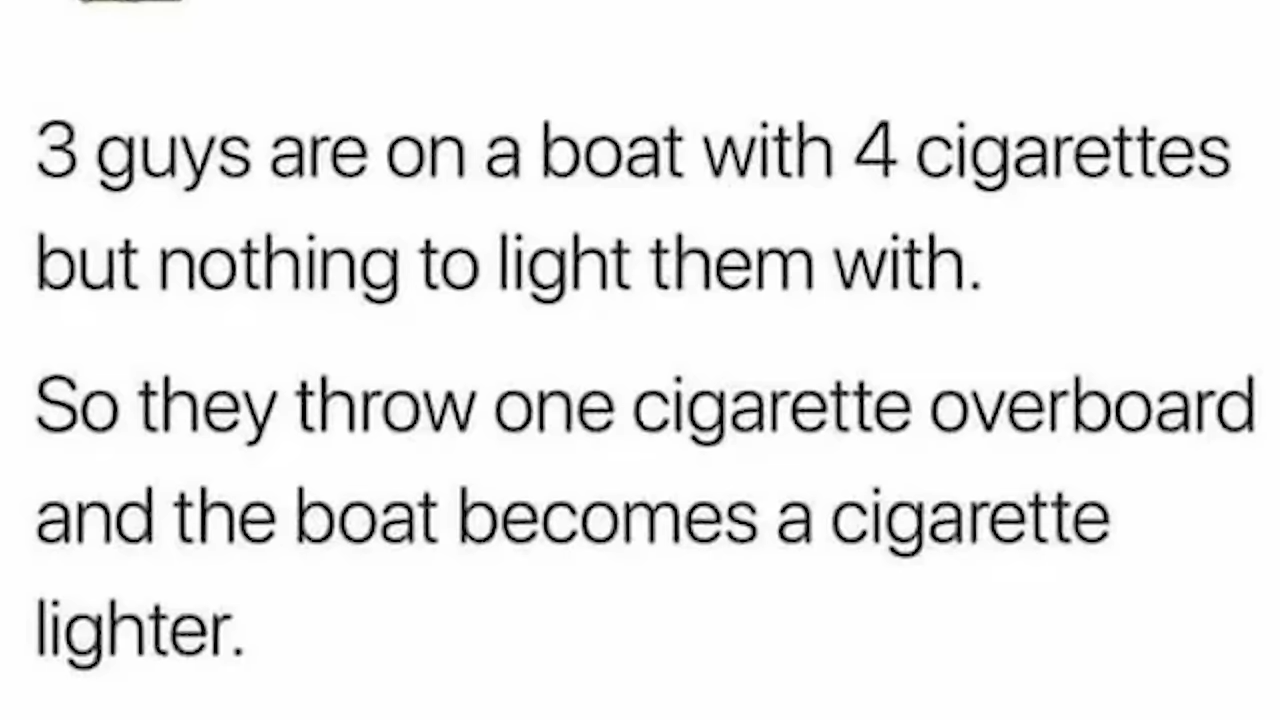 3 guys are on a boat with 4 cigarettes
but nothing to light them with.
So they throw one cigarette overboard
and the boat becomes a cigarette
lighter.